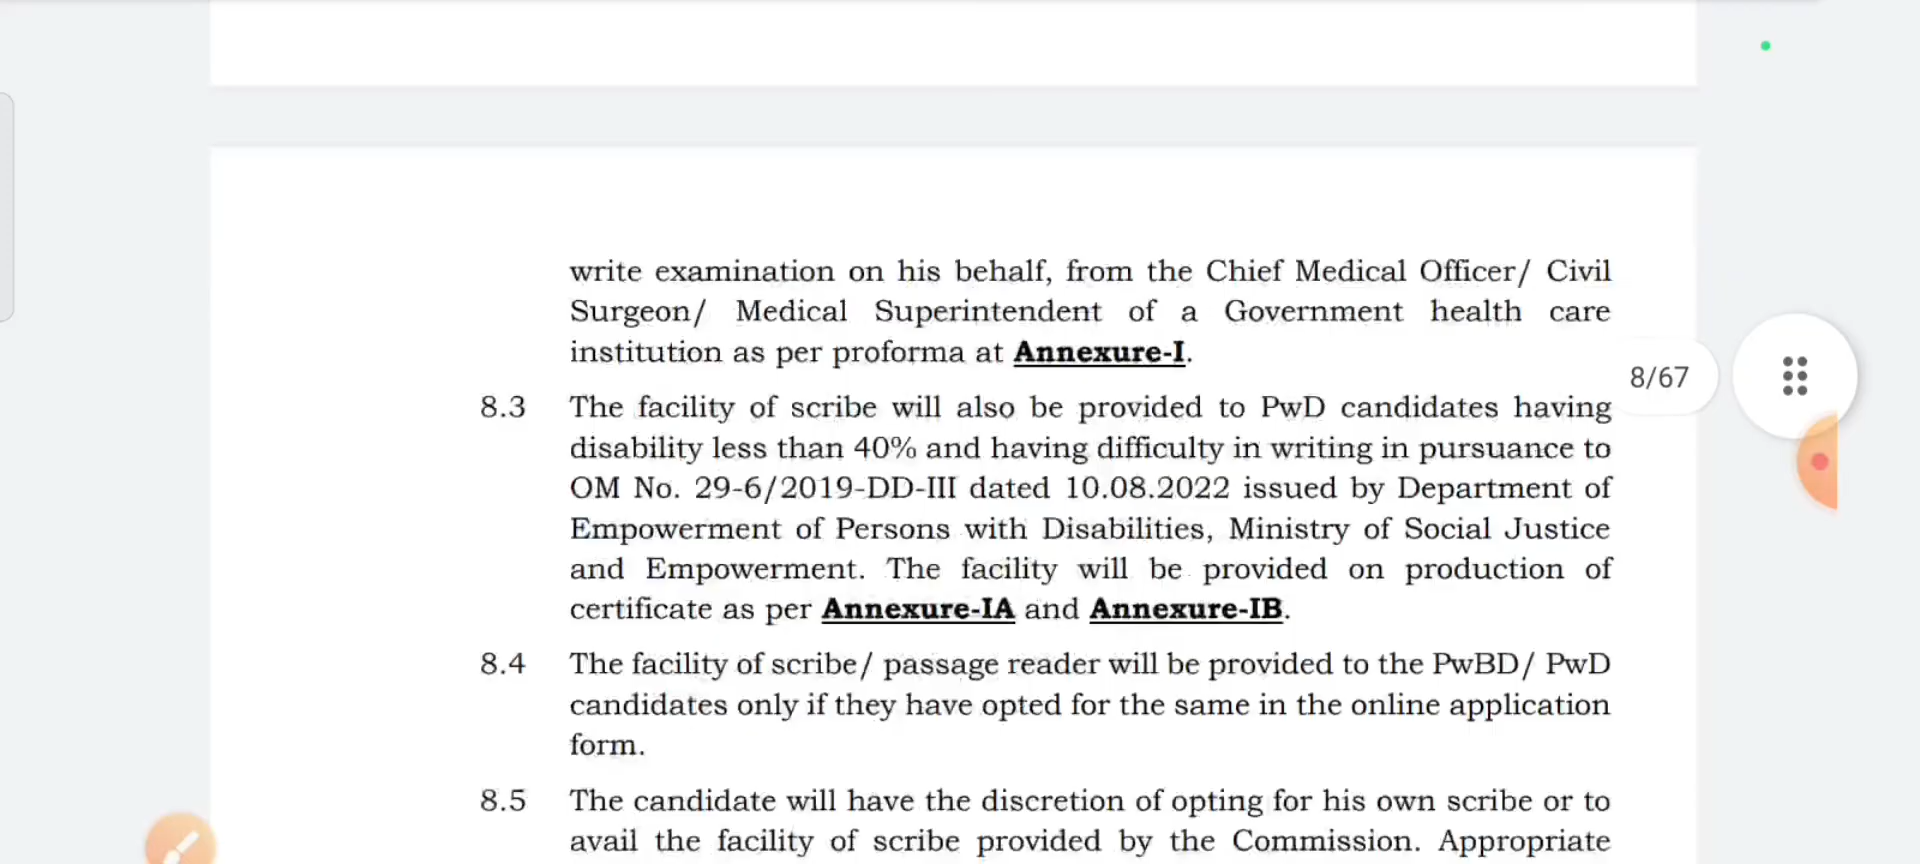 write examination on his behalf, from the Chief Medical Officer/ Civil
Surgeon/ Medical Superintendent of a Government health care
institution as per proforma at Annexure-I.
8/67
8.3 The facility of scribe will also be provided to PwD candidates having
disability less than 40% and having difficulty in writing in pursuance to
OM No. 29-6/2019-DD-III dated 10.08.2022 issued by Department of
Empowerment of Persons with Disabilities, Ministry of Social Justice
and Empowerment. The facility will be provided on production of
certificate as per Annexure-IA and Annexure-IB.
8.4 The facility of scribe/ passage reader will be provided to the PwBD/ PwD
candidates only if they have opted for the same in the online application
form.
8.5 The candidate will have the discretion of opting for his own scribe or to
avail the facility of scribe provided by the Commission. Appropriate